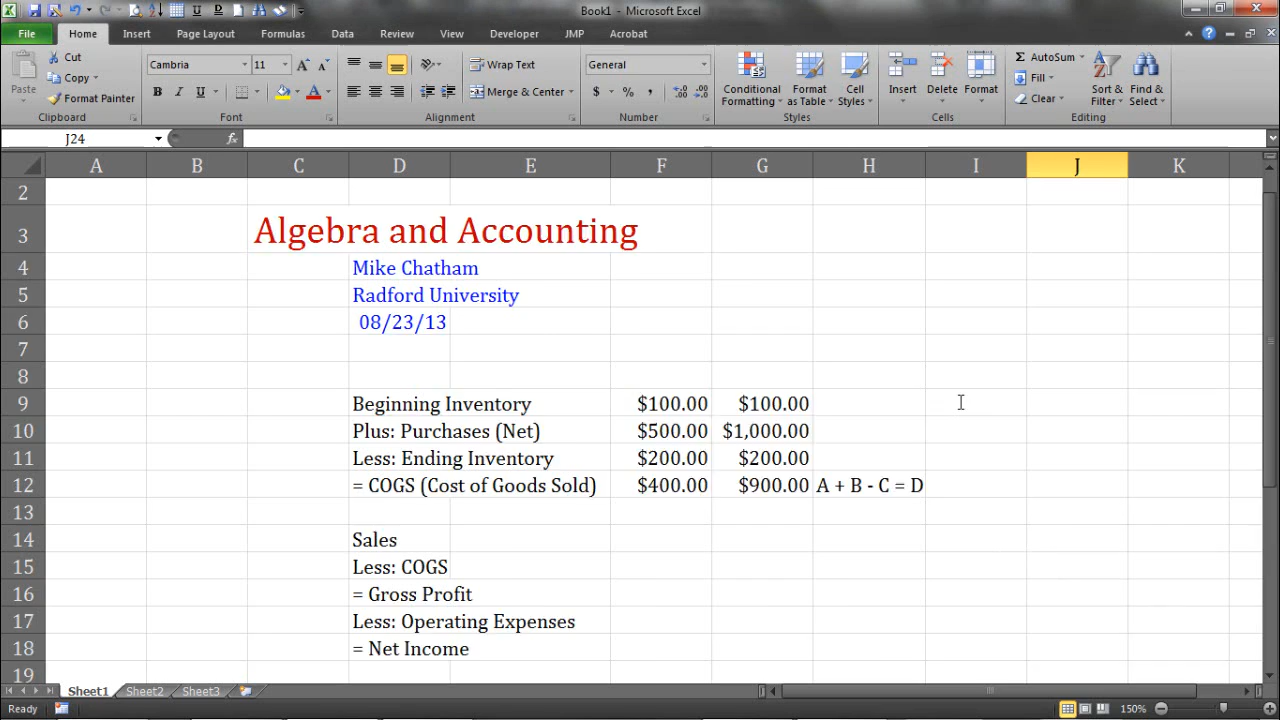 Book1 - Microsoft Excel
File Home Insert Page Layout Formulas Data Review View Developer JMP Acrobat
Paste Cut Copy Format Painter Clipboard
Cambria 11 B I U A Font
Wrap Text Merge & Center Alignment
General $ % , Number
Conditional Formatting Format as Table Cell Styles Styles
Insert Delete Format Cells
Σ AutoSum Fill Clear Sort & Filter Find & Select Editing
J24 fx
A B C D E F G H I J K
2
3 Algebra and Accounting
4 Mike Chatham
5 Radford University
6 08/23/13
7
8
9 Beginning Inventory $100.00 $100.00
10 Plus: Purchases (Net) $500.00 $1,000.00
11 Less: Ending Inventory $200.00 $200.00
12 = COGS (Cost of Goods Sold) $400.00 $900.00 A + B - C = D
13
14 Sales
15 Less: COGS
16 = Gross Profit
17 Less: Operating Expenses
18 = Net Income
19
Sheet1 Sheet2 Sheet3
Ready 150%